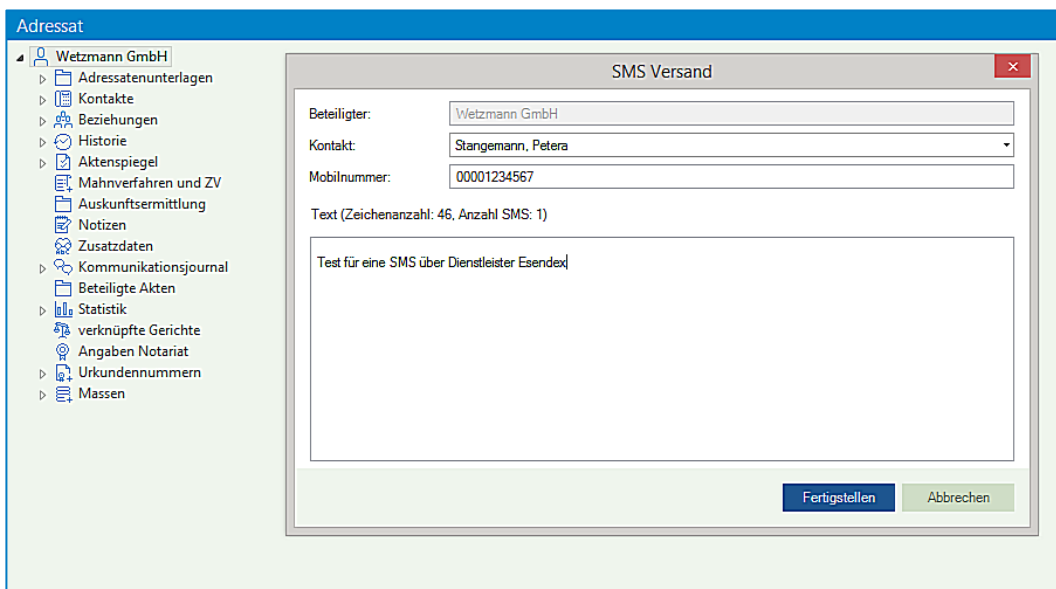 Adressat
Wetzmann GmbH
Adressatenunterlagen
Kontakte
Beziehungen
Historie
Aktenspiegel
Mahnverfahren und ZV
Auskunftsermittlung
Notizen
Zusatzdaten
Kommunikationsjournal
Beteiligte Akten
Statistik
verknüpfte Gerichte
Angaben Notariat
Urkundennummern
Massen
SMS Versand
Beteiligter: Wetzmann GmbH
Kontakt: Stangemann, Petera
Mobilnummer: 00001234567
Text (Zeichenanzahl: 46, Anzahl SMS: 1)
Test für eine SMS über Dienstleister Esendex
Fertigstellen Abbrechen